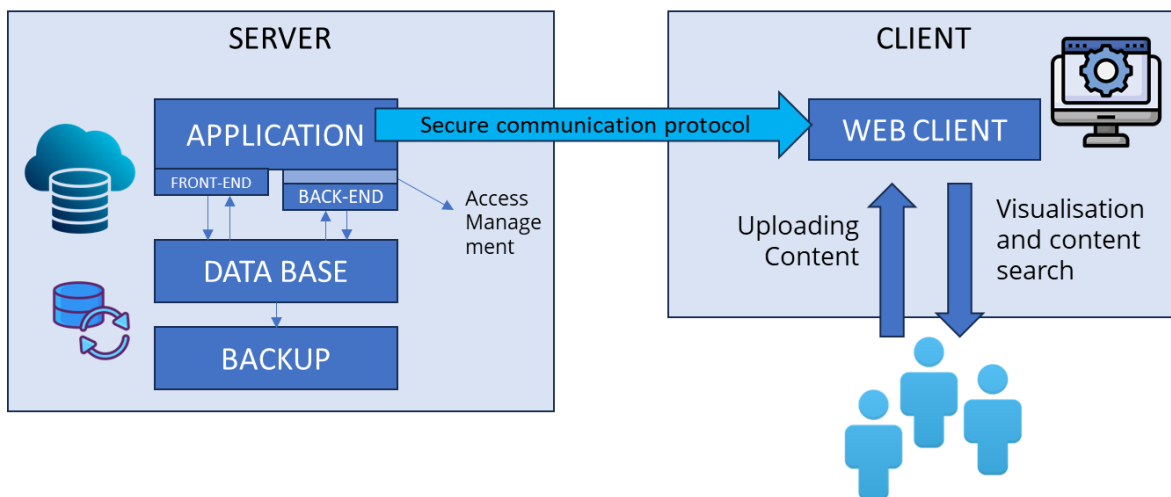 SERVER
APPLICATION
FRONT-END
BACK-END
Access
Manage
ment
DATA BASE
BACKUP
Secure communication protocol
CLIENT
WEB CLIENT
Uploading
Content
Visualisation
and content
search